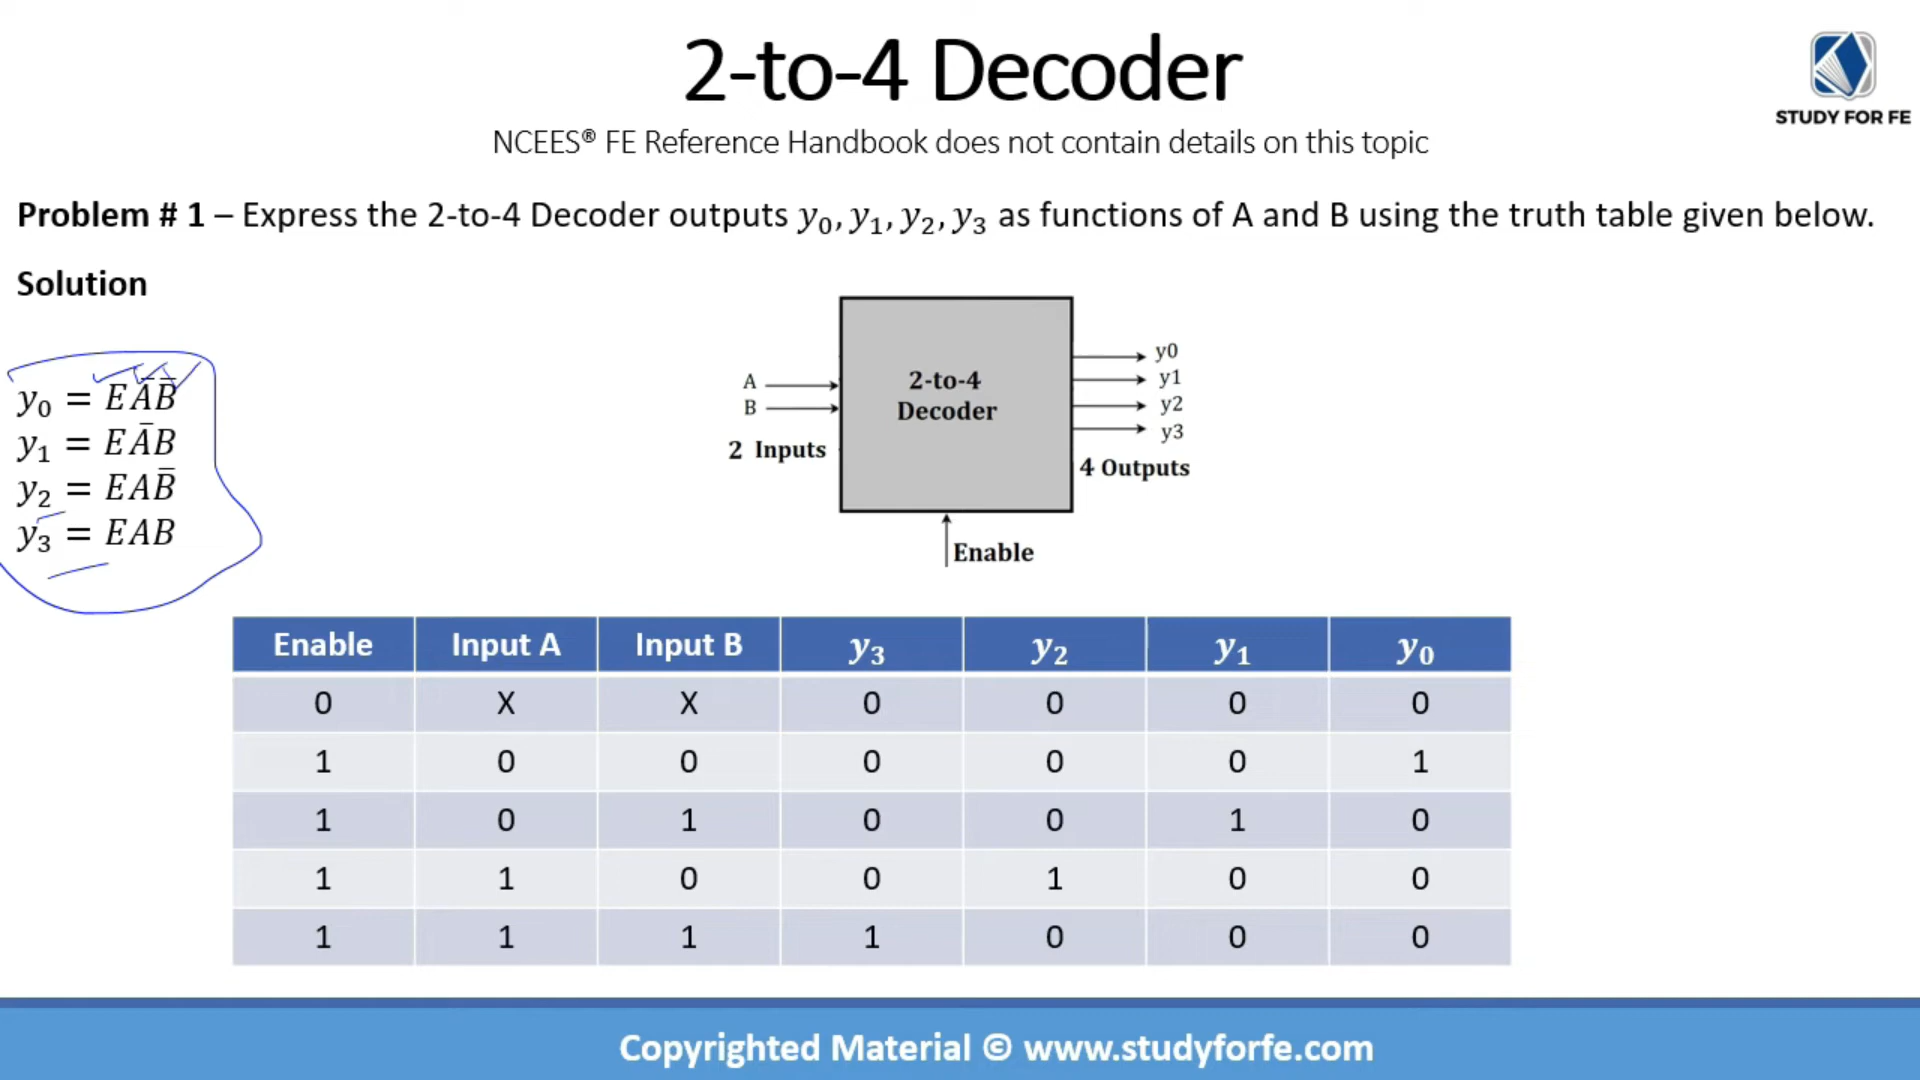 2-to-4 Decoder
STUDY FOR FE
NCEES® FE Reference Handbook does not contain details on this topic
Problem # 1 – Express the 2-to-4 Decoder outputs y₀, y₁, y₂, y₃ as functions of A and B using the truth table given below.
Solution
y₀ = EA̅B̅
y₁ = EA̅B
y₂ = EAB̅
y₃ = EAB
A
B
2 Inputs
2-to-4
Decoder
y0
y1
y2
y3
4 Outputs
Enable
Enable Input A Input B y₃ y₂ y₁ y₀
0 X X 0 0 0 0
1 0 0 0 0 0 1
1 0 1 0 0 1 0
1 1 0 0 1 0 0
1 1 1 1 0 0 0
Copyrighted Material © www.studyforfe.com